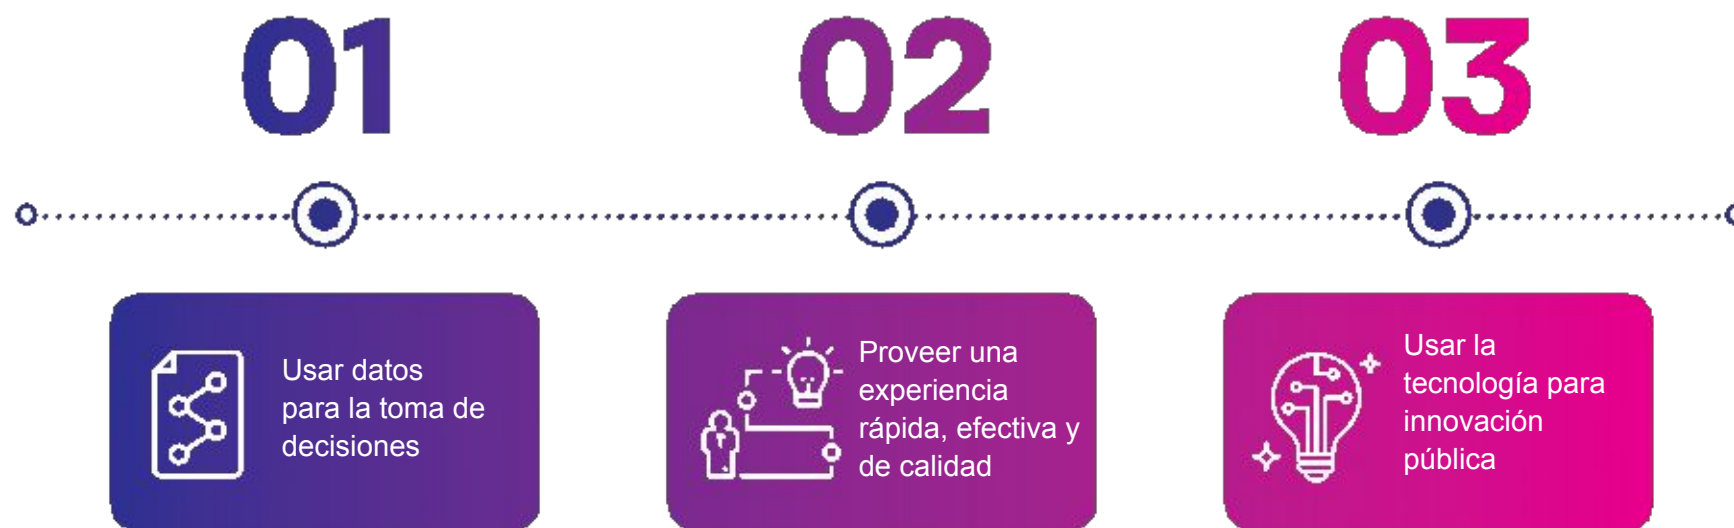 01
02
03
Usar datos
para la toma de
decisiones
Proveer una
experiencia
rápida, efectiva y
de calidad
Usar la
tecnología para
innovación
pública